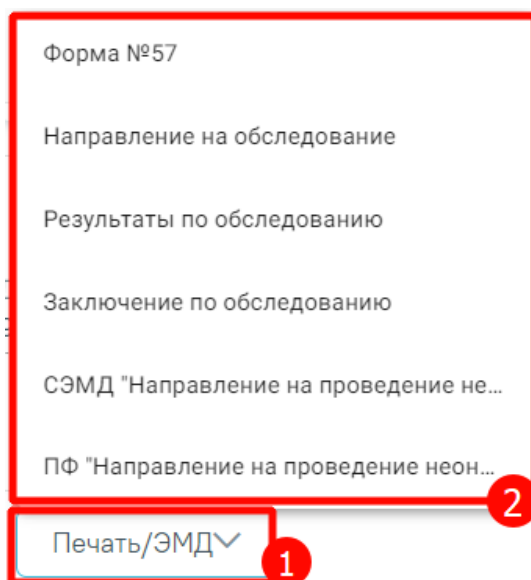 Форма №57
Направление на обследование
Результаты по обследованию
Заключение по обследованию
СЭМД "Направление на проведение не...
ПФ "Направление на проведение неон...
2
Печать/ЭМД
1